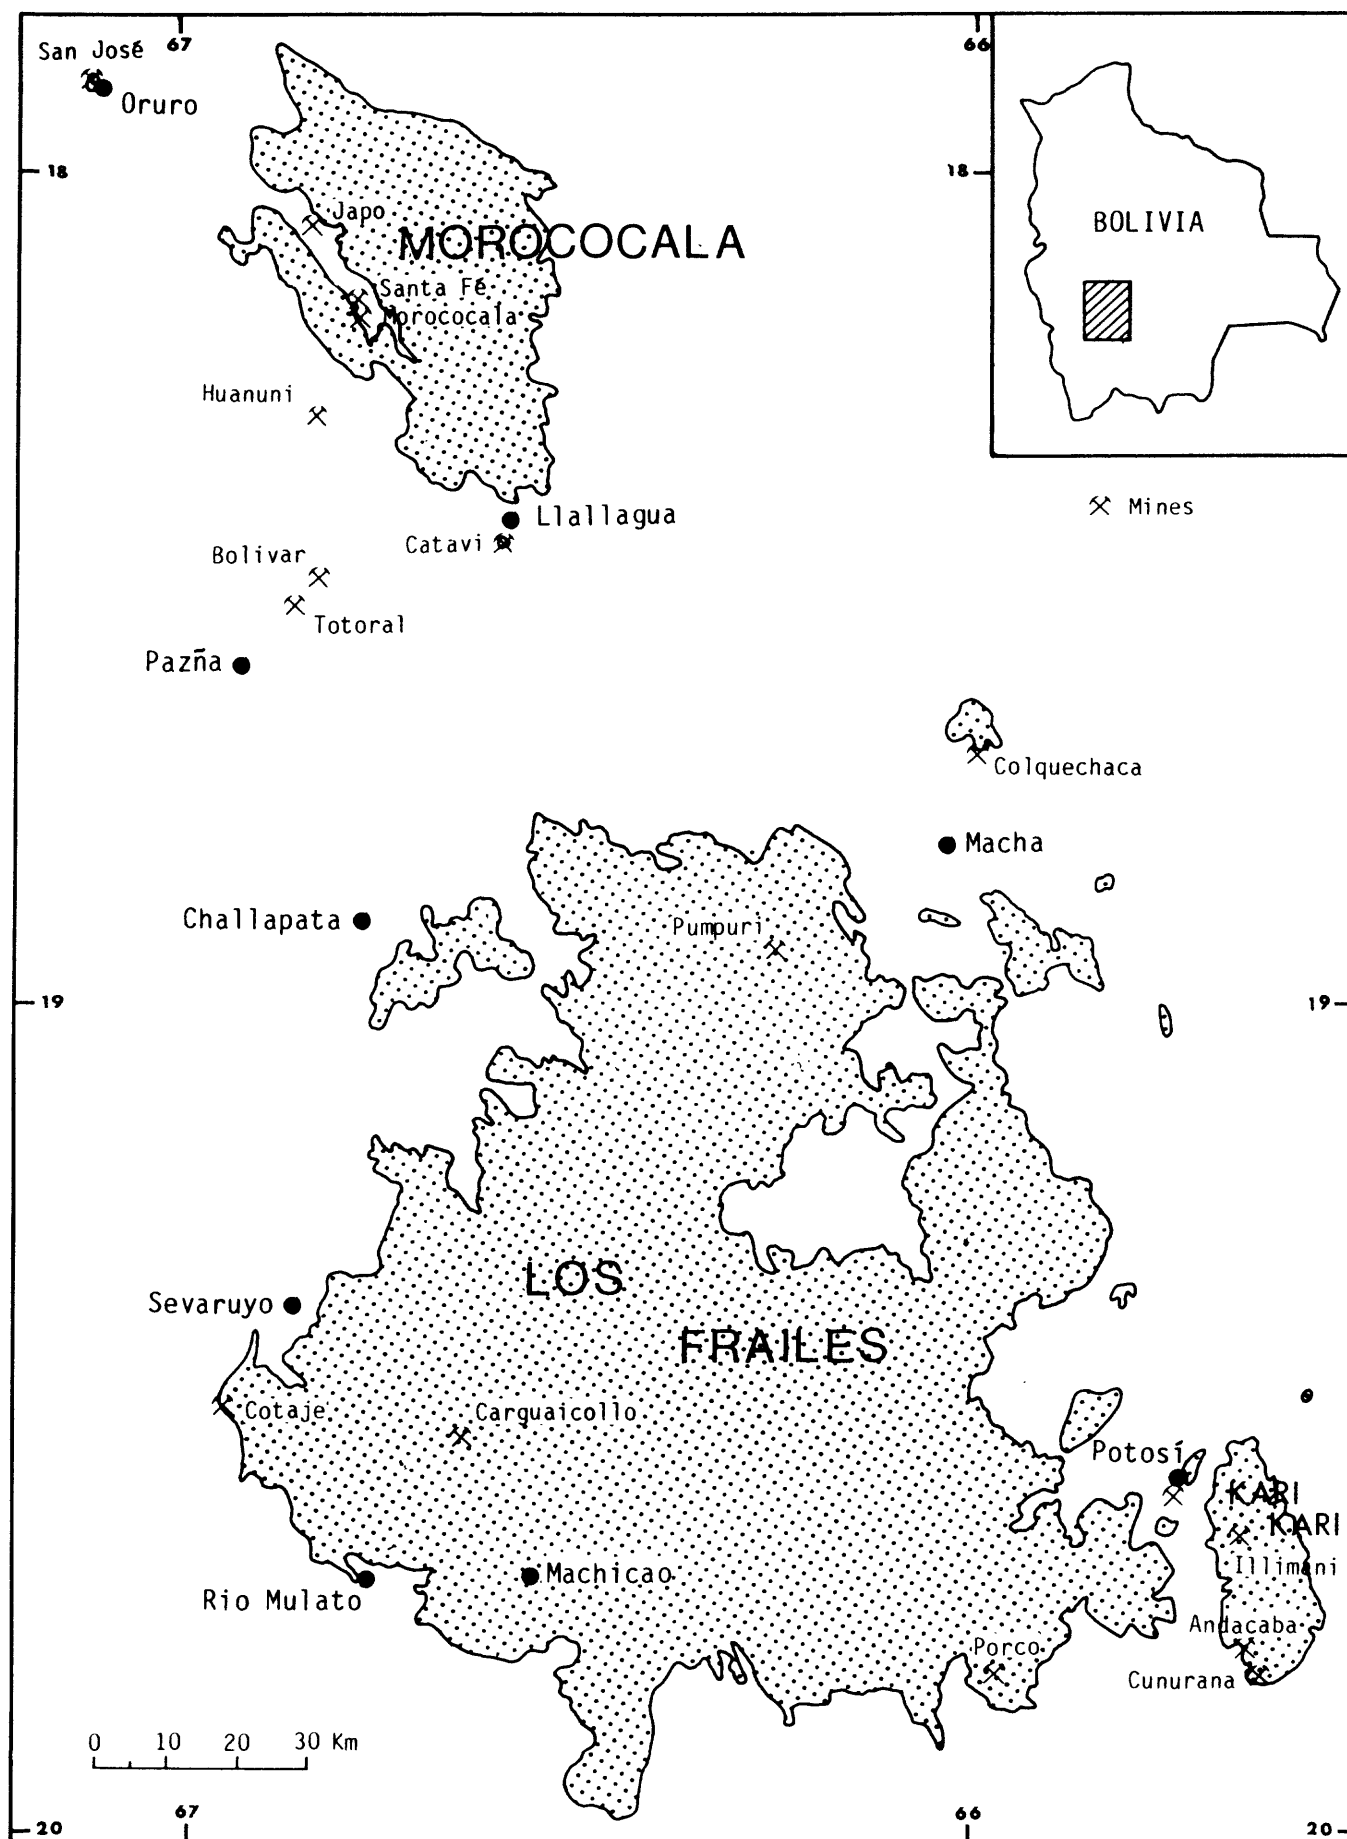 67
66
San José
Oruro
18
18
BOLIVIA
Japo
MOROCOCALA
Santa Fé
Morococala
Huanuni
Mines
Llallagua
Catavi
Bolivar
Totoral
Pazña
Colquechaca
Macha
Challapata
Pumpuri
19
19
LOS
Sevaruyo
FRAILES
Cotaje
Carguaicollo
Potosí
KARI
KARI
Illimani
Machicao
Rio Mulato
Andacaba
Porco
Cunurana
0 10 20 30 Km
67
66
20
20